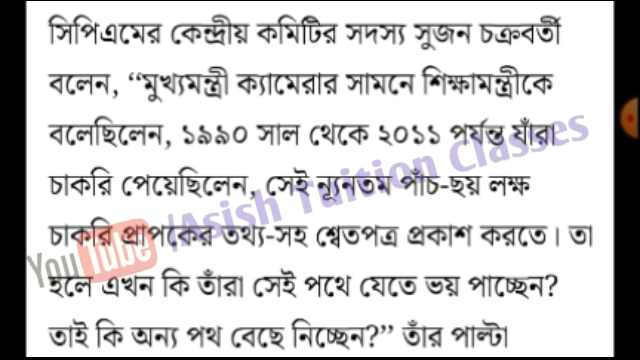 সিপিএমের কেন্দ্রীয় কমিটির সদস্য সুজন চক্রবর্তী
বলেন, “মুখ্যমন্ত্রী ক্যামেরার সামনে শিক্ষামন্ত্রীকে
বলেছিলেন, ১৯৯০ সাল থেকে ২০১১ পর্যন্ত যাঁরা
চাকরি পেয়েছিলেন, সেই ন্যূনতম পাঁচ-ছয় লক্ষ
চাকরি প্রাপকের তথ্য-সহ শ্বেতপত্র প্রকাশ করতে। তা
হলে এখন কি তাঁরা সেই পথে যেতে ভয় পাচ্ছেন?
তাই কি অন্য পথ বেছে নিচ্ছেন?” তাঁর পাল্টা
YouTube /Asish Tuition Classes